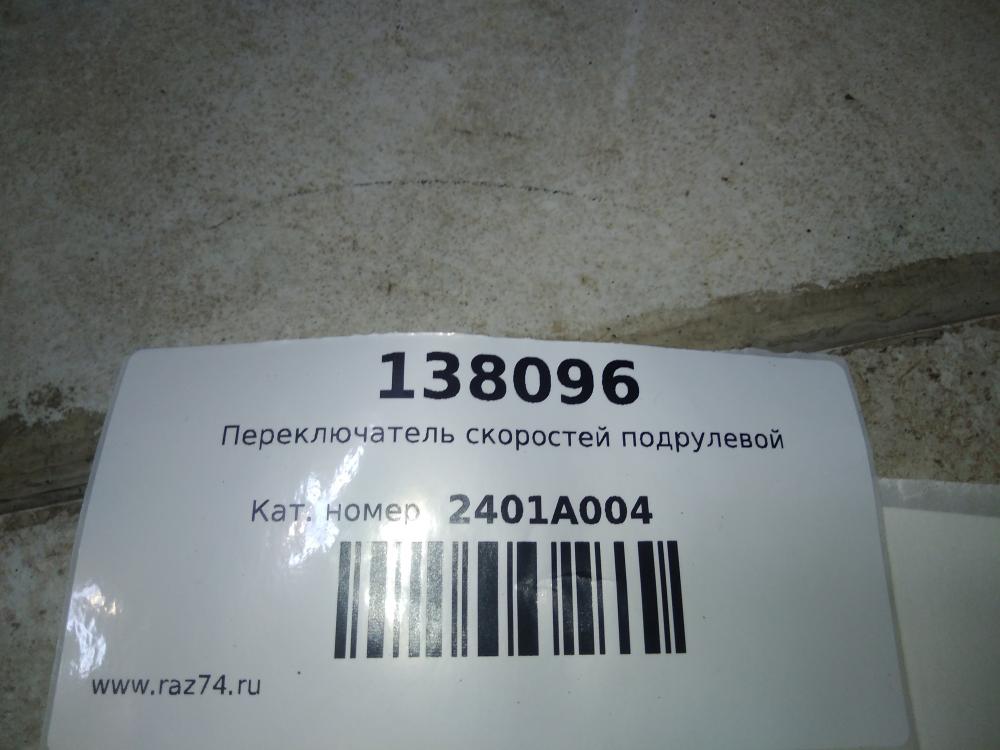 138096
Переключатель скоростей подрулевой
Кат. номер 2401A004
www.raz74.ru